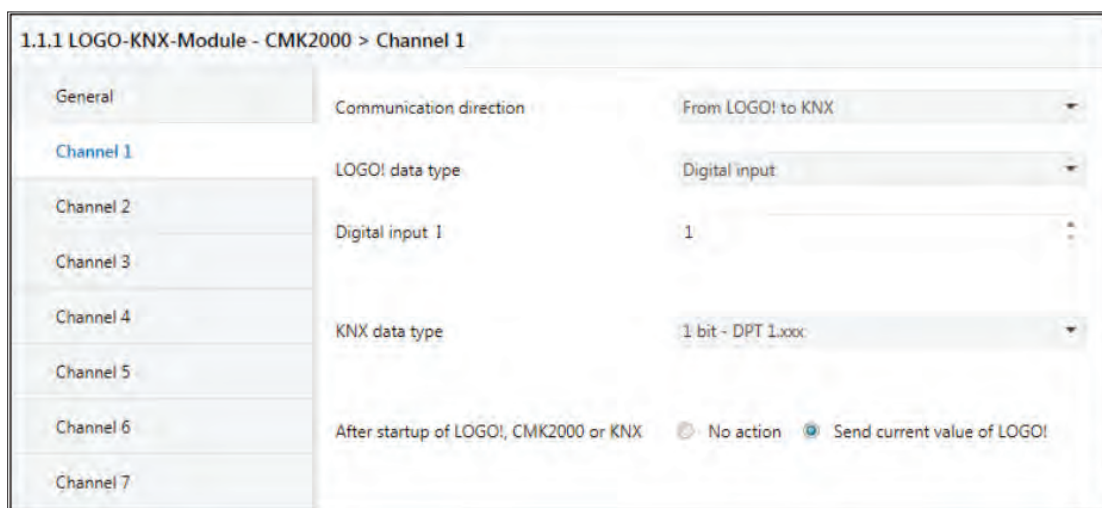 1.1.1 LOGO-KNX-Module - CMK2000 > Channel 1
General
Channel 1
Channel 2
Channel 3
Channel 4
Channel 5
Channel 6
Channel 7
Communication direction From LOGO! to KNX
LOGO! data type Digital input
Digital input I 1
KNX data type 1 bit - DPT 1.xxx
After startup of LOGO!, CMK2000 or KNX No action Send current value of LOGO!